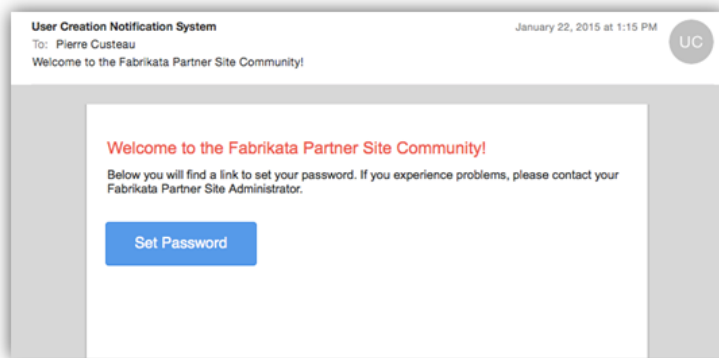 User Creation Notification System
January 22, 2015 at 1:15 PM
UC
To: Pierre Custeau
Welcome to the Fabrikata Partner Site Community!
Welcome to the Fabrikata Partner Site Community!
Below you will find a link to set your password. If you experience problems, please contact your
Fabrikata Partner Site Administrator.
Set Password